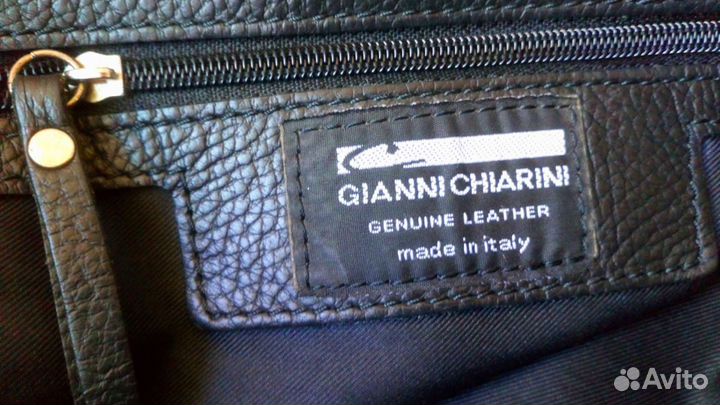 GIANNI CHIARINI
GENUINE LEATHER
made in italy
Avito